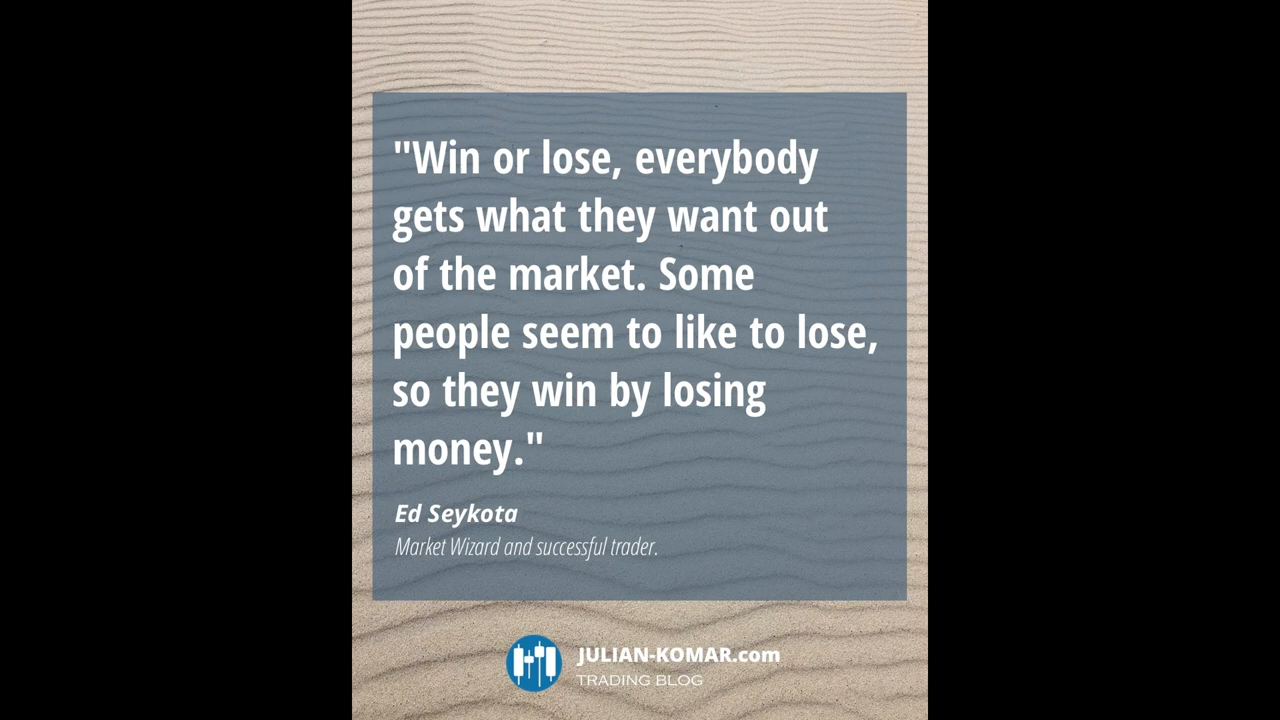 "Win or lose, everybody
gets what they want out
of the market. Some
people seem to like to lose,
so they win by losing
money."
Ed Seykota
Market Wizard and successful trader.
JULIAN-KOMAR.com
TRADING BLOG